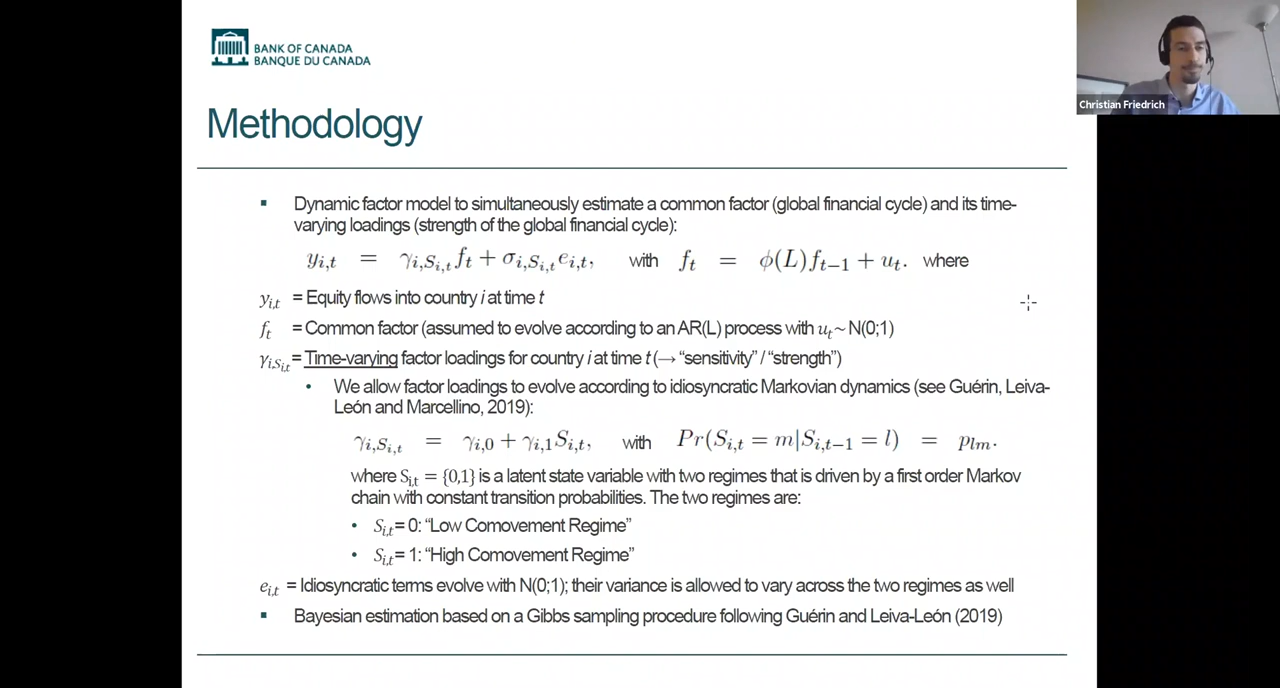 BANK OF CANADA
BANQUE DU CANADA
Christian Friedrich
Methodology
▪ Dynamic factor model to simultaneously estimate a common factor (global financial cycle) and its time-
varying loadings (strength of the global financial cycle):
y_{i,t} = γ_{i,S_{i,t}} f_t + σ_{i,S_{i,t}} e_{i,t}, with f_t = ϕ(L)f_{t−1} + u_t. where
y_{i,t} = Equity flows into country i at time t
f_t = Common factor (assumed to evolve according to an AR(L) process with u_t ~ N(0;1)
γ_{i,S_{i,t}} = Time-varying factor loadings for country i at time t (→ “sensitivity” / “strength”)
• We allow factor loadings to evolve according to idiosyncratic Markovian dynamics (see Guérin, Leiva-
León and Marcellino, 2019):
γ_{i,S_{i,t}} = γ_{i,0} + γ_{i,1}S_{i,t}, with Pr(S_{i,t} = m|S_{i,t−1} = l) = p_{lm}.
where S_{i,t} = {0,1} is a latent state variable with two regimes that is driven by a first order Markov
chain with constant transition probabilities. The two regimes are:
• S_{i,t} = 0: “Low Comovement Regime”
• S_{i,t} = 1: “High Comovement Regime”
e_{i,t} = Idiosyncratic terms evolve with N(0;1); their variance is allowed to vary across the two regimes as well
▪ Bayesian estimation based on a Gibbs sampling procedure following Guérin and Leiva-León (2019)